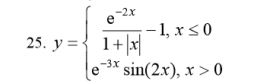 25. y = { e^{-2x} / (1+|x|) − 1, x ≤ 0
e^{-3x} sin(2x), x > 0